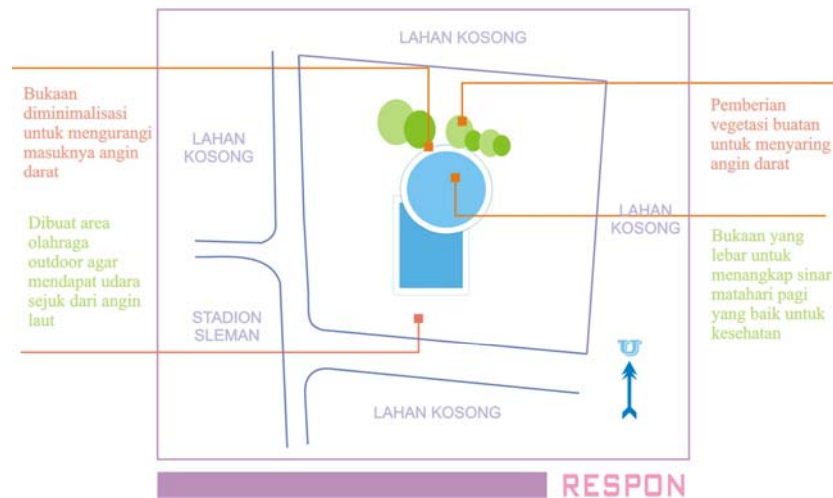 LAHAN KOSONG
Bukaan
diminimalisasi
untuk mengurangi
masuknya angin
darat
LAHAN
KOSONG
Pemberian
vegetasi buatan
untuk menyaring
angin darat
Dibuat area
olahraga
outdoor agar
mendapat udara
sejuk dari angin
laut
LAHAN
KOSONG
Bukaan yang
lebar untuk
menangkap sinar
matahari pagi
yang baik untuk
kesehatan
STADION
SLEMAN
U
LAHAN KOSONG
RESPON